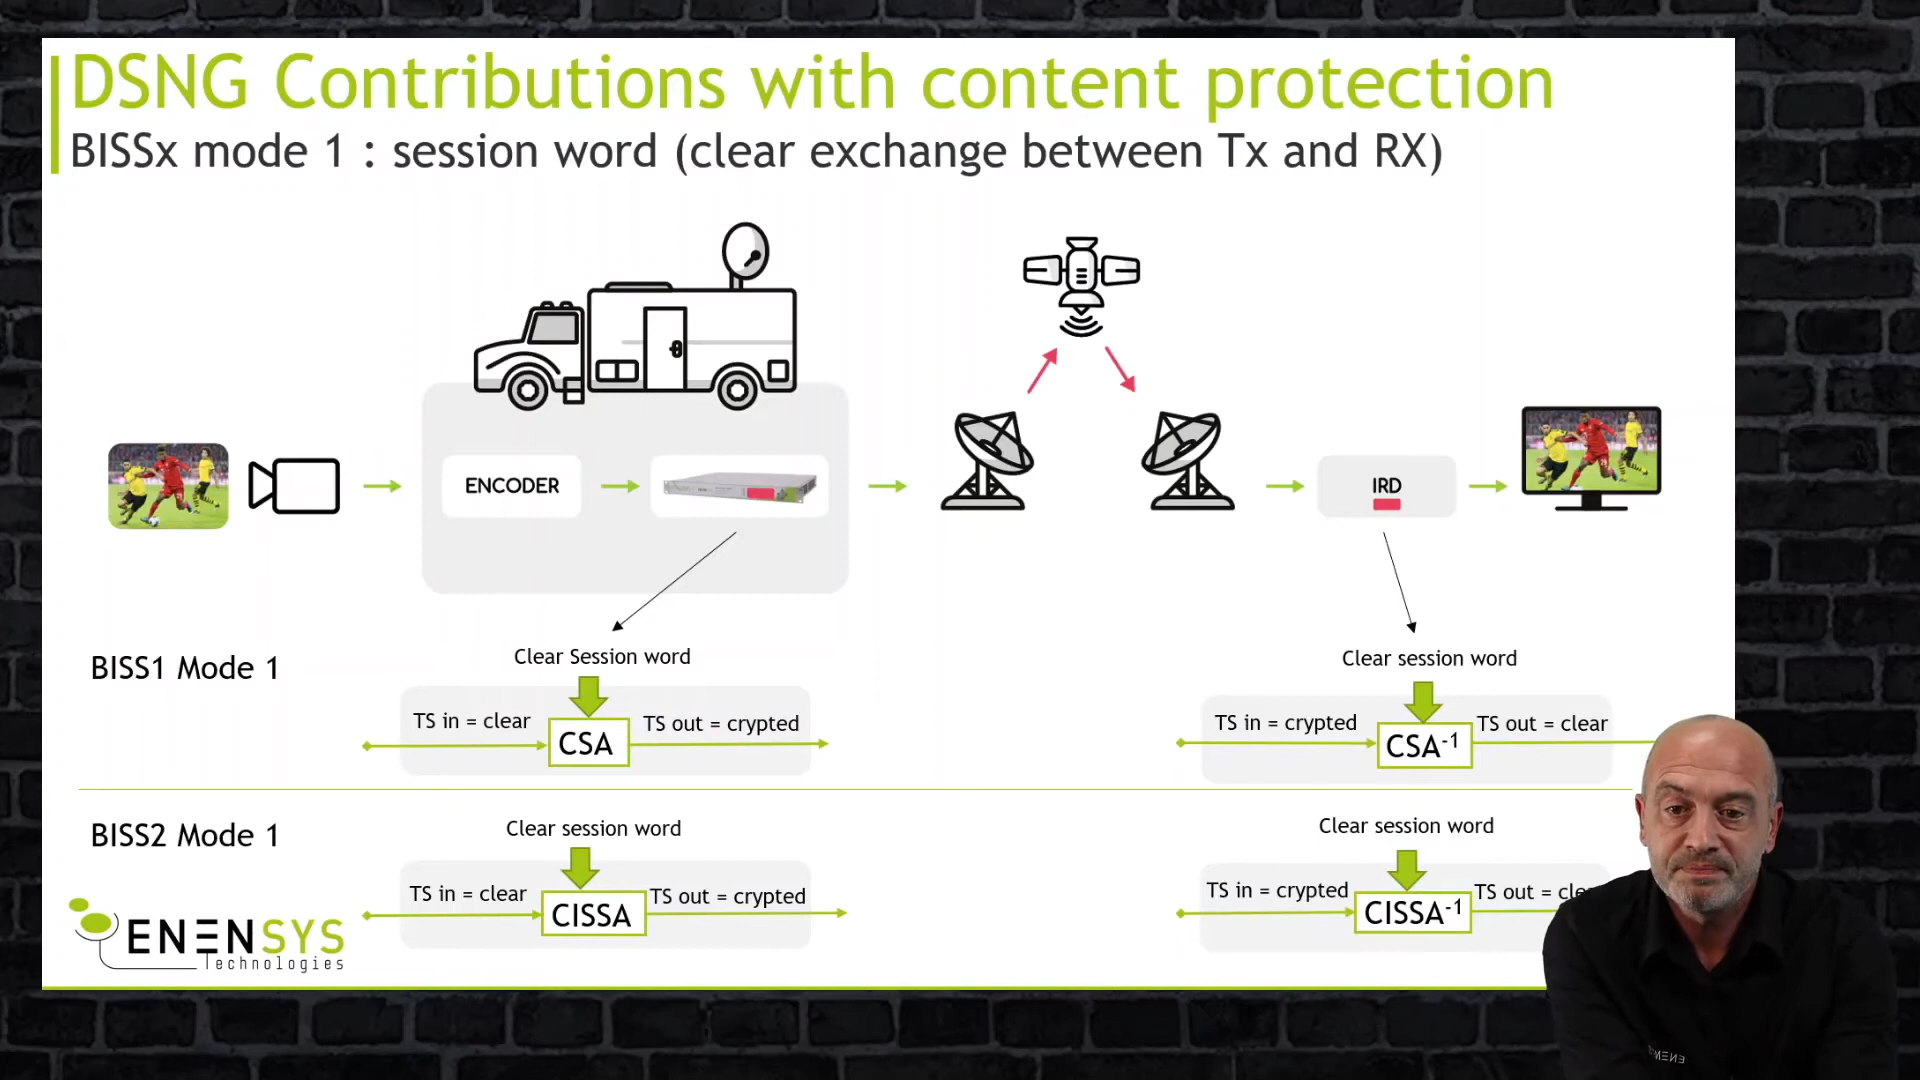 DSNG Contributions with content protection
BISSx mode 1 : session word (clear exchange between Tx and RX)
ENCODER
IRD
BISS1 Mode 1
Clear Session word
TS in = clear
CSA
TS out = crypted
Clear session word
TS in = crypted
CSA-1
TS out = clear
BISS2 Mode 1
Clear session word
TS in = clear
CISSA
TS out = crypted
Clear session word
TS in = crypted
CISSA-1
TS out =
ENENSYS
Technologies